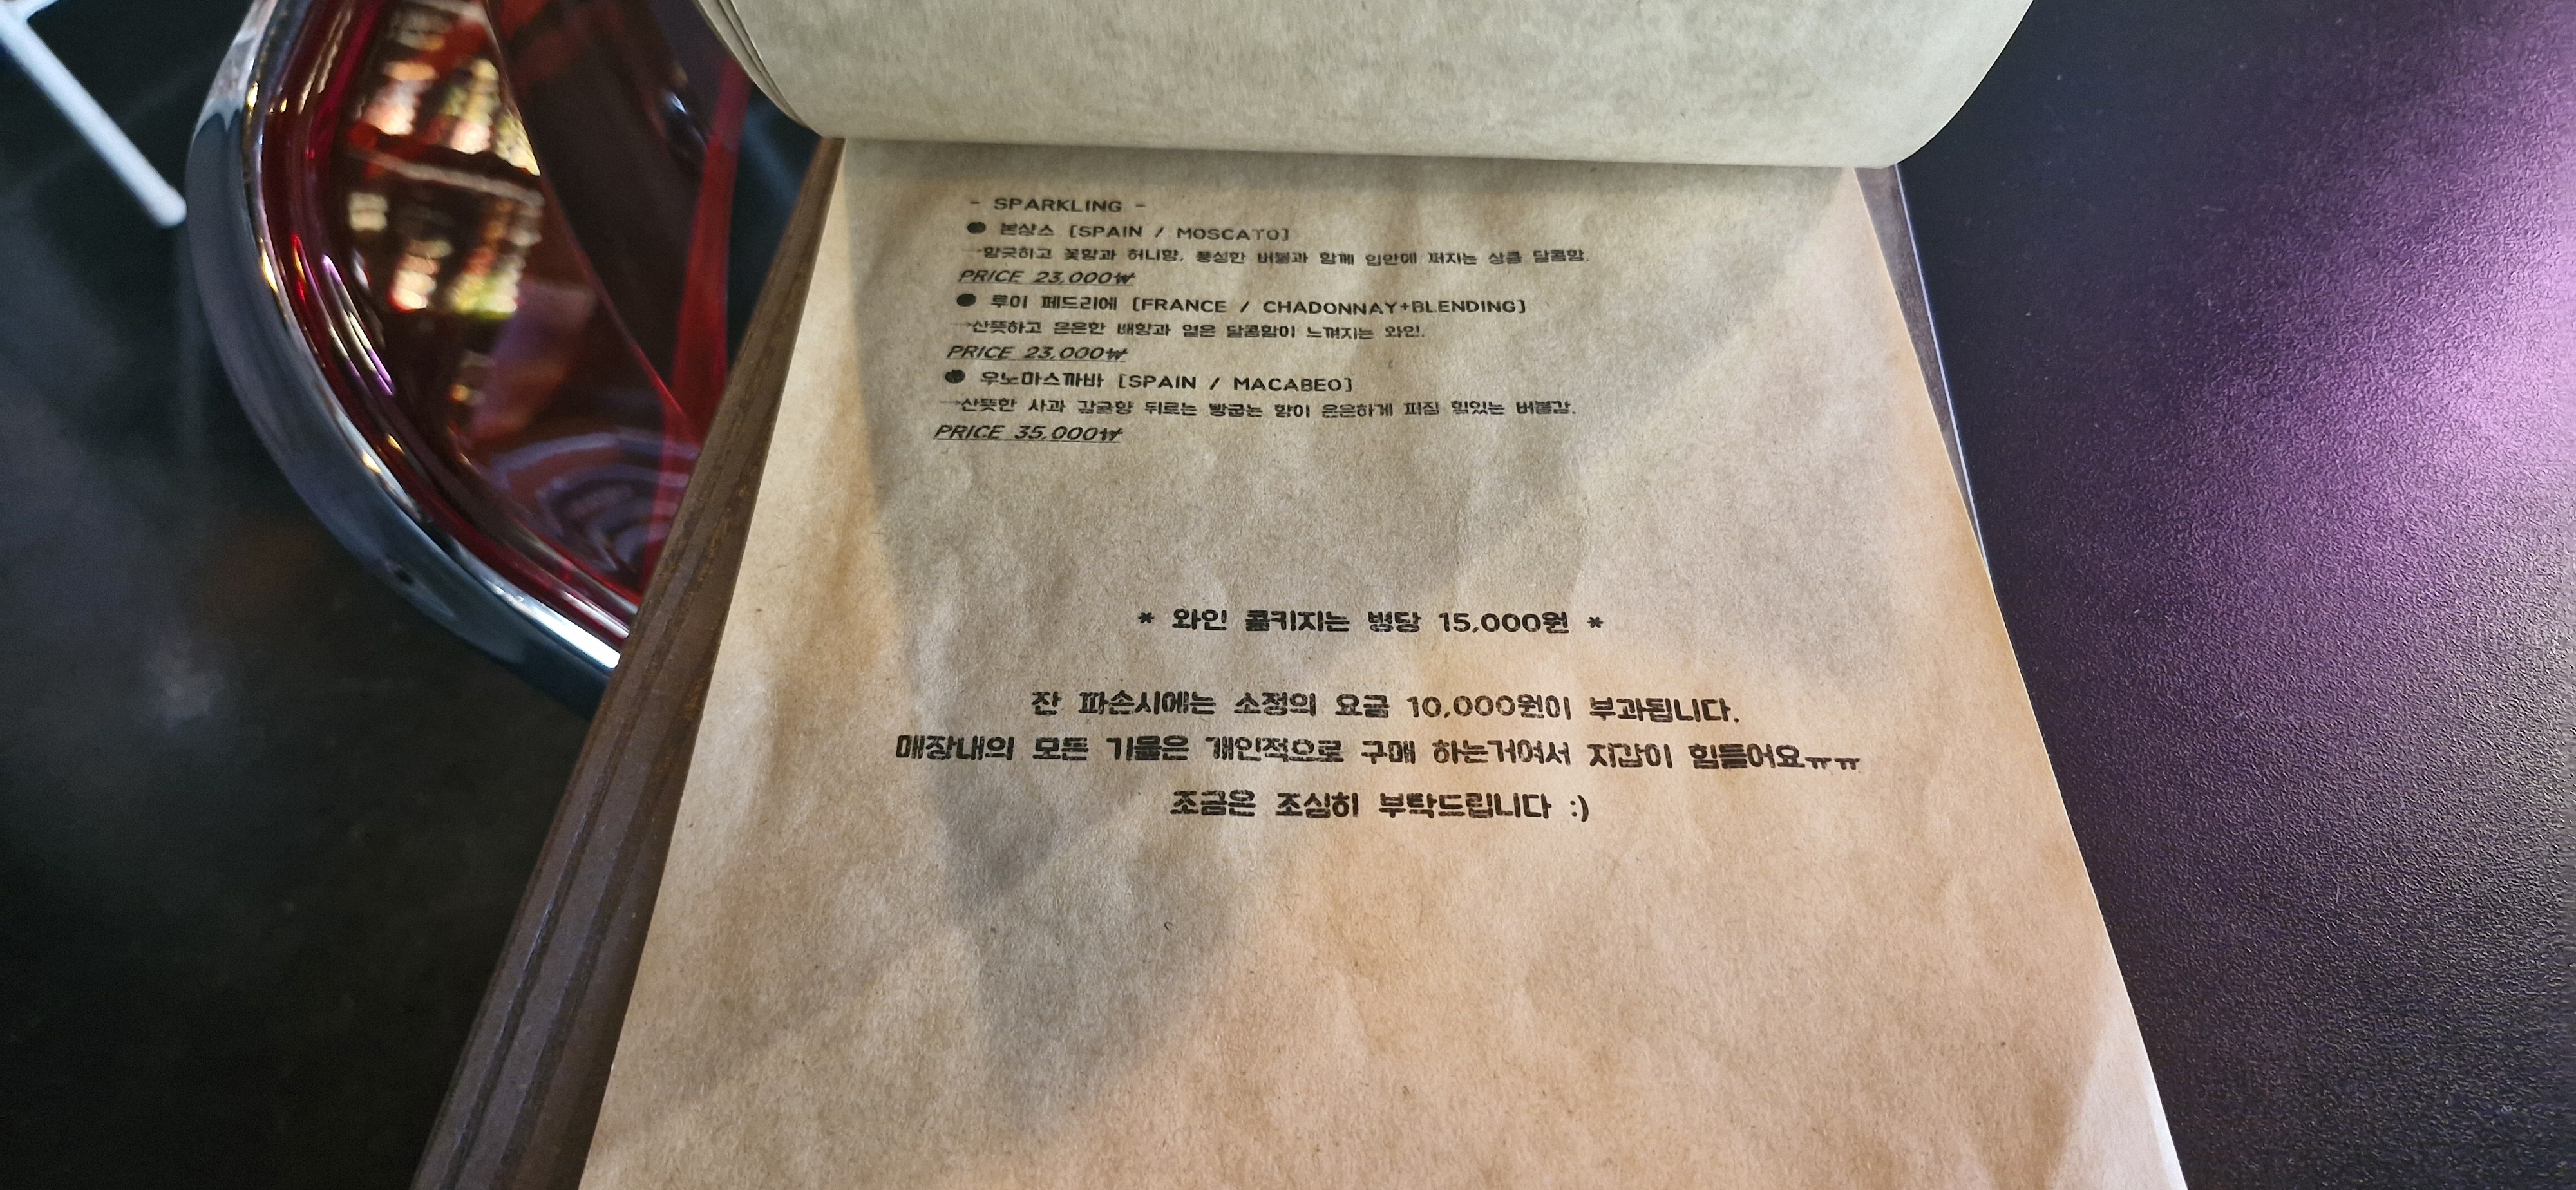 - SPARKLING -
● 본상스 [SPAIN / MOSCATO]
→향긋하고 꽃향과 허니향, 풍성한 버블과 함께 입안에 퍼지는 상큼 달콤함.
PRICE 23,000₩
● 루이 페드리에 [FRANCE / CHADONNAY+BLENDING]
→산뜻하고 은은한 배향과 옅은 달콤함이 느껴지는 와인.
PRICE 23,000₩
● 우노마스까바 [SPAIN / MACABEO]
→산뜻한 사과 감귤향 뒤로는 빵굽는 향이 은은하게 퍼짐 힘있는 버블감.
PRICE 35,000₩
* 와인 콜키지는 병당 15,000원 *
잔 파손시에는 소정의 요금 10,000원이 부과됩니다.
매장내의 모든 기물은 개인적으로 구매 하는거여서 지갑이 힘들어요ㅠㅠ
조금은 조심히 부탁드립니다 :)